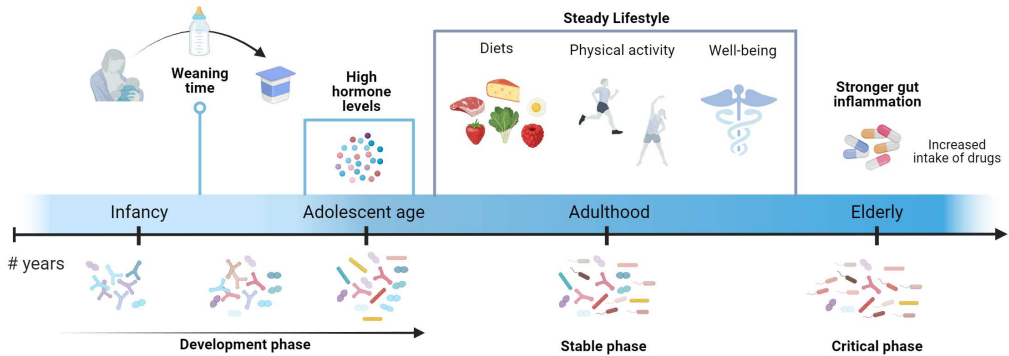 Steady Lifestyle
Diets
Physical activity
Well-being
Weaning
time
High
hormone
levels
Stronger gut
inflammation
Increased
intake of drugs
Infancy
Adolescent age
Adulthood
Elderly
# years
Development phase
Stable phase
Critical phase